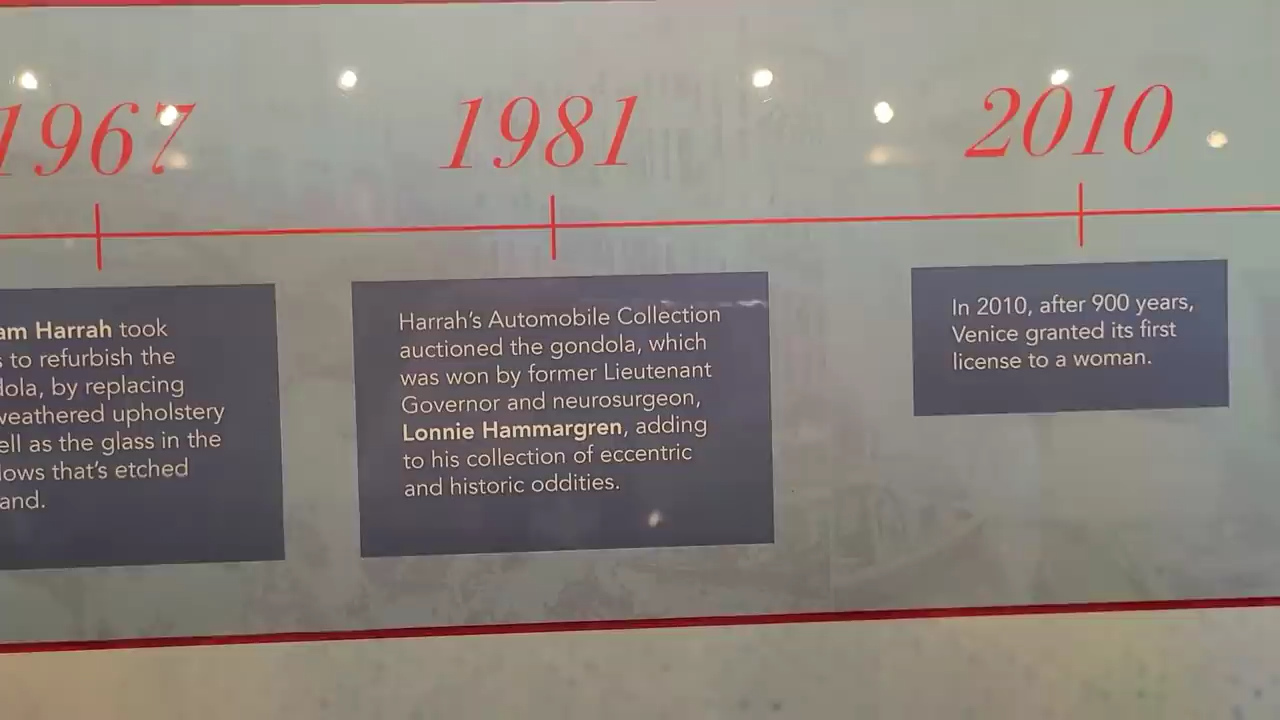 1967
1981
2010
am Harrah took
s to refurbish the
dola, by replacing
weathered upholstery
ell as the glass in the
dows that's etched
and.
Harrah's Automobile Collection
auctioned the gondola, which
was won by former Lieutenant
Governor and neurosurgeon,
Lonnie Hammargren, adding
to his collection of eccentric
and historic oddities.
In 2010, after 900 years,
Venice granted its first
license to a woman.